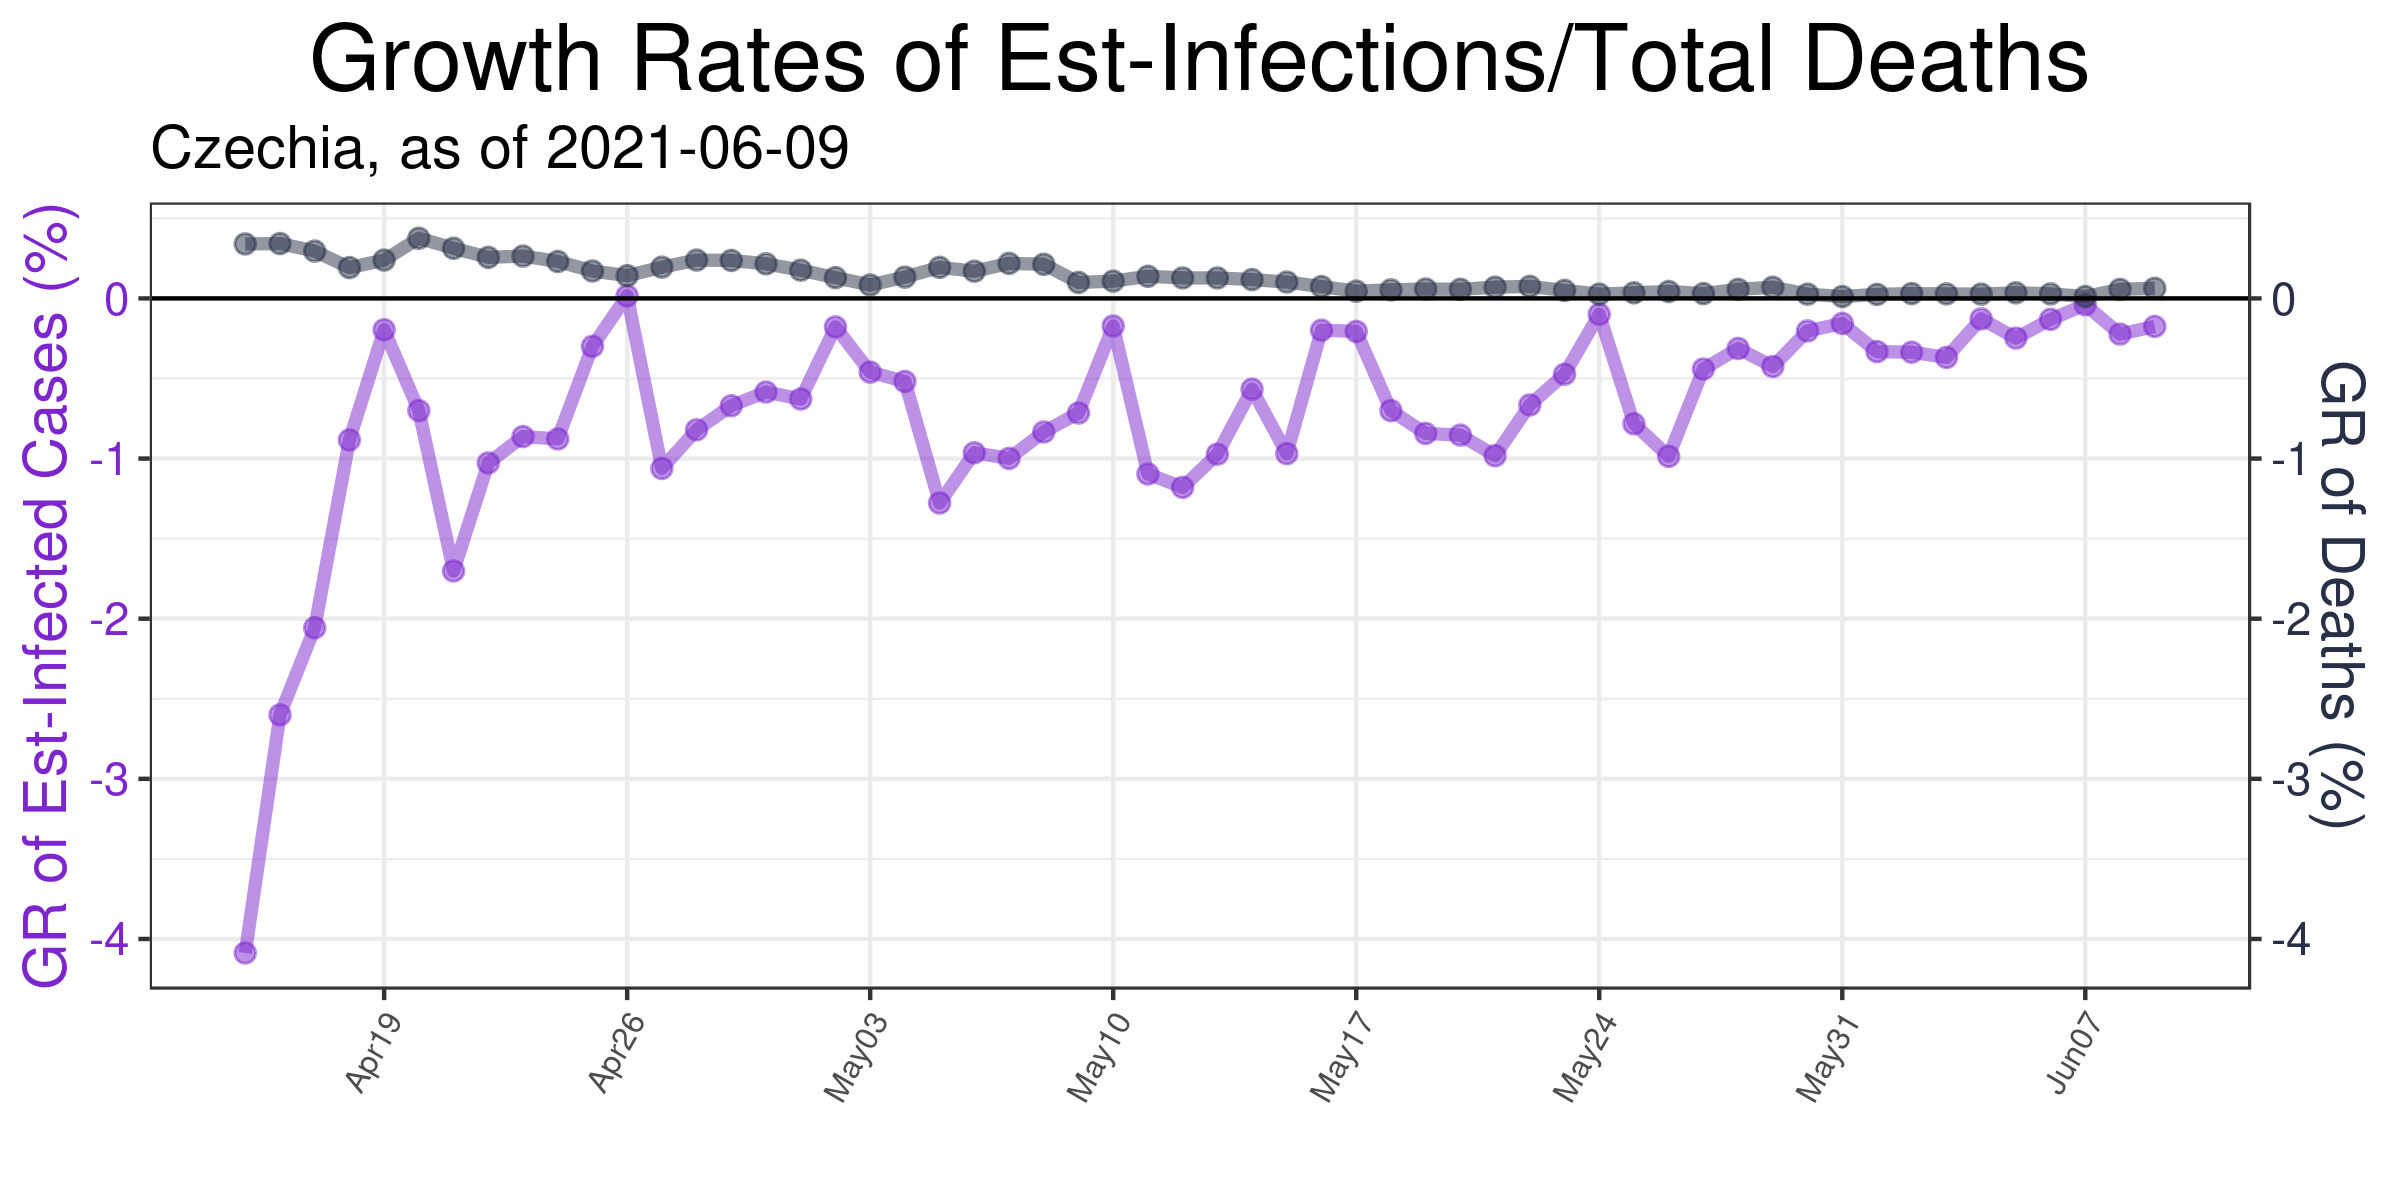 Growth Rates of Est-Infections/Total Deaths
Czechia, as of 2021-06-09
GR of Est-Infected Cases (%)
0
-1
-2
-3
-4
0
-1
-2
-3
-4
GR of Deaths (%)
Apr19
Apr26
May03
May10
May17
May24
May31
Jun07